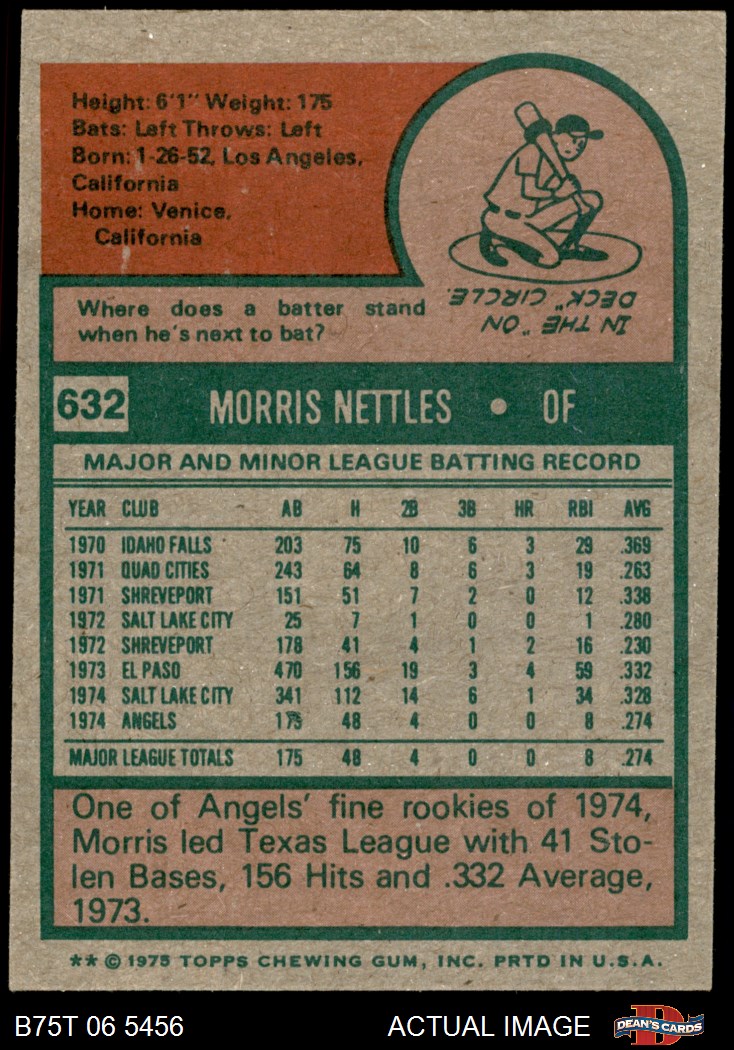 Height: 6'1" Weight: 175
Bats: Left Throws: Left
Born: 1-26-52, Los Angeles,
California
Home: Venice,
California
Where does a batter stand
when he's next to bat?
IN THE "ON
DECK" CIRCLE.
632 MORRIS NETTLES • OF
MAJOR AND MINOR LEAGUE BATTING RECORD
YEAR CLUB AB H 2B 3B HR RBI AVG
1970 IDAHO FALLS 203 75 10 6 3 29 .369
1971 QUAD CITIES 243 64 8 6 3 19 .263
1971 SHREVEPORT 151 51 7 2 0 12 .338
1972 SALT LAKE CITY 25 7 1 0 0 1 .280
1972 SHREVEPORT 178 41 4 1 2 16 .230
1973 EL PASO 470 156 19 3 4 59 .332
1974 SALT LAKE CITY 341 112 14 6 1 34 .328
1974 ANGELS 175 48 4 0 0 8 .274
MAJOR LEAGUE TOTALS 175 48 4 0 0 8 .274
One of Angels' fine rookies of 1974,
Morris led Texas League with 41 Sto-
len Bases, 156 Hits and .332 Average,
1973.
** © 1975 TOPPS CHEWING GUM, INC. PRTD IN U.S.A.
B75T 06 5456 ACTUAL IMAGE DEAN'S CARDS